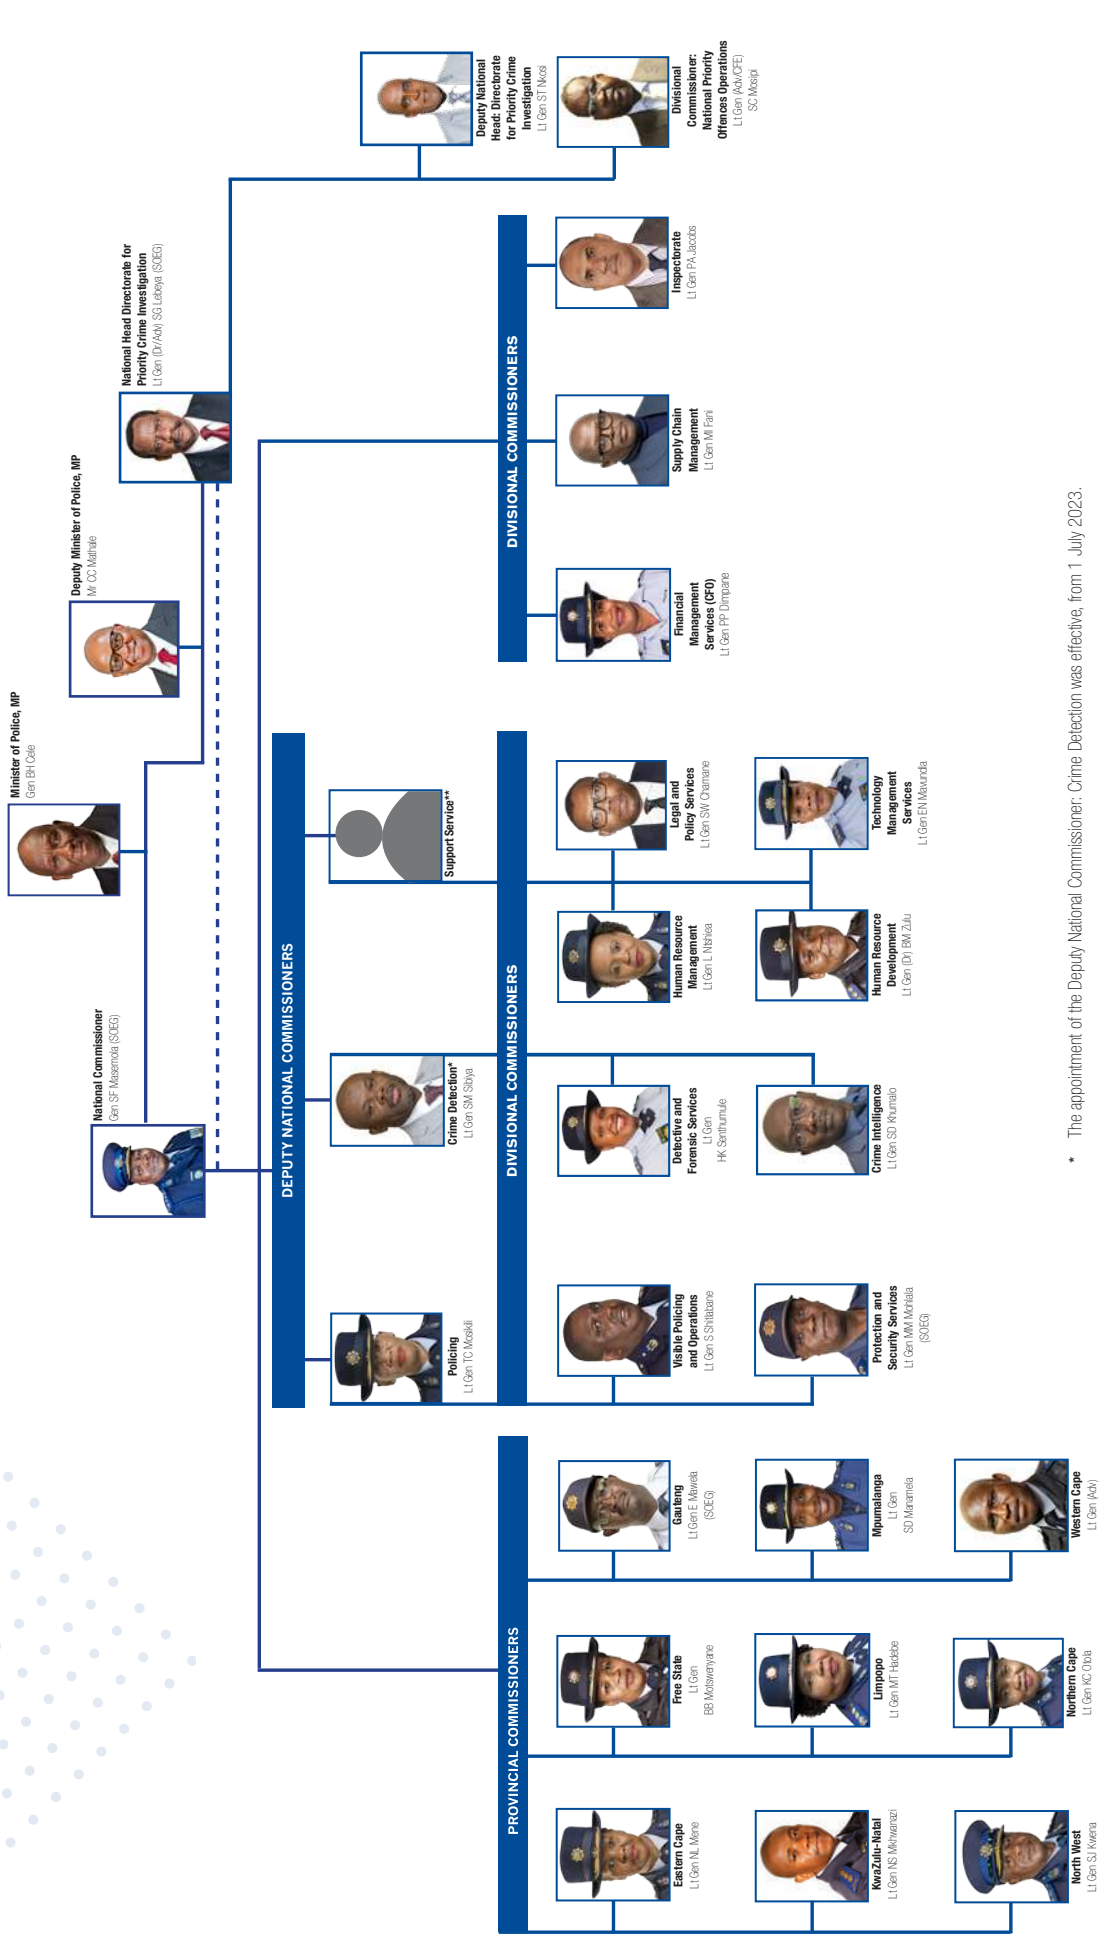 Minister of Police, MP
Gen BH Cele
Deputy Minister of Police, MP
Mr CC Mathale
National Commissioner
Gen SF Masemola (SOEG)
National Head Directorate for
Priority Crime Investigation
Lt Gen (Dr/Adv) SG Lebeya (SOEG)
DEPUTY NATIONAL COMMISSIONERS
Policing
Lt Gen TC Mosikili
Crime Detection*
Lt Gen SM Sibiya
Support Service**
Deputy National
Head: Directorate
for Priority Crime
Investigation
Lt Gen ST Nkosi
Divisional
Commissioner:
National Priority
Offences Operations
Lt Gen (Adv/CFE)
SC Mosipi
PROVINCIAL COMMISSIONERS
DIVISIONAL COMMISSIONERS
DIVISIONAL COMMISSIONERS
Eastern Cape
Lt Gen NL Mene
Free State
Lt Gen
BB Motswenyane
Gauteng
Lt Gen E Mawela
(SOEG)
Visible Policing
and Operations
Lt Gen S Shitlabane
Detective and
Forensic Services
Lt Gen
HK Senthumule
Human Resource
Management
Lt Gen L Ntshiea
Legal and
Policy Services
Lt Gen SW Chamane
Financial
Management
Services (CFO)
Lt Gen PP Dimpane
Supply Chain
Management
Lt Gen MI Fani
Inspectorate
Lt Gen PA Jacobs
KwaZulu-Natal
Lt Gen NS Mkhwanazi
Limpopo
Lt Gen MT Hadebe
Mpumalanga
Lt Gen
SD Manamela
Protection and
Security Services
Lt Gen MM Mohlala
(SOEG)
Crime Intelligence
Lt Gen SD Khumalo
Human Resource
Development
Lt Gen (Dr) BM Zulu
Technology
Management
Services
Lt Gen EN Mavundla
North West
Lt Gen SJ Kwena
Northern Cape
Lt Gen KC Otola
Western Cape
Lt Gen (Adv)
* The appointment of the Deputy National Commissioner: Crime Detection was effective, from 1 July 2023.